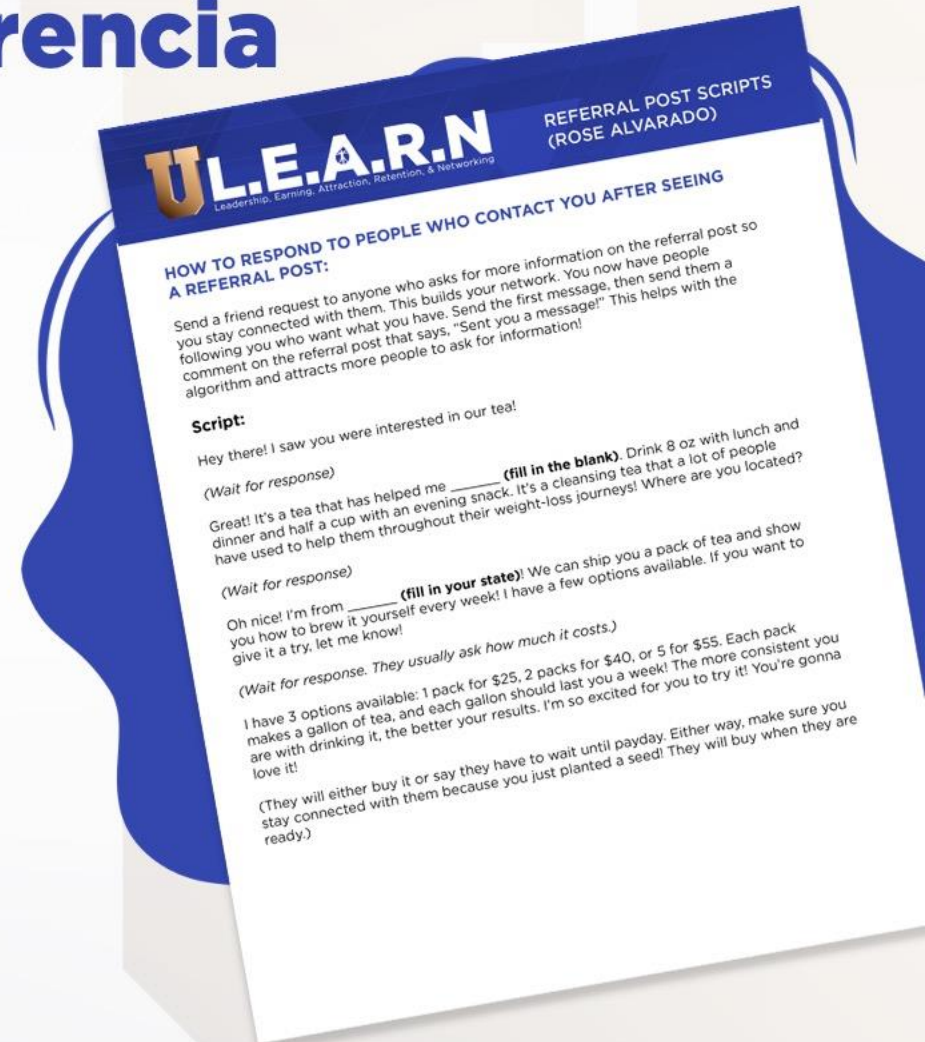 rencia
U L.E.A.R.N
Leadership, Earning, Attraction, Retention, & Networking
REFERRAL POST SCRIPTS
(ROSE ALVARADO)
HOW TO RESPOND TO PEOPLE WHO CONTACT YOU AFTER SEEING
A REFERRAL POST:
Send a friend request to anyone who asks for more information on the referral post so
you stay connected with them. This builds your network. You now have people
following you who want what you have. Send the first message, then send them a
comment on the referral post that says, "Sent you a message!" This helps with the
algorithm and attracts more people to ask for information!
Script:
Hey there! I saw you were interested in our tea!
(Wait for response)
Great! It's a tea that has helped me ______ (fill in the blank). Drink 8 oz with lunch and
dinner and half a cup with an evening snack. It's a cleansing tea that a lot of people
have used to help them throughout their weight-loss journeys! Where are you located?
(Wait for response)
Oh nice! I'm from ______ (fill in your state)! We can ship you a pack of tea and show
you how to brew it yourself every week! I have a few options available. If you want to
give it a try, let me know!
(Wait for response. They usually ask how much it costs.)
I have 3 options available: 1 pack for $25, 2 packs for $40, or 5 for $55. Each pack
makes a gallon of tea, and each gallon should last you a week! The more consistent you
are with drinking it, the better your results. I'm so excited for you to try it! You're gonna
love it!
(They will either buy it or say they have to wait until payday. Either way, make sure you
stay connected with them because you just planted a seed! They will buy when they are
ready.)